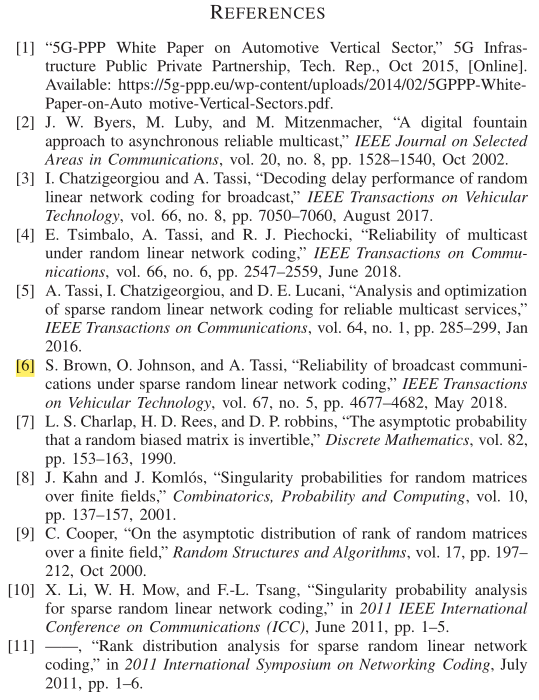 REFERENCES
[1] “5G-PPP White Paper on Automotive Vertical Sector,” 5G Infras-
tructure Public Private Partnership, Tech. Rep., Oct 2015, [Online].
Available: https://5g-ppp.eu/wp-content/uploads/2014/02/5GPPP-White-
Paper-on-Auto motive-Vertical-Sectors.pdf.
[2] J. W. Byers, M. Luby, and M. Mitzenmacher, “A digital fountain
approach to asynchronous reliable multicast,” IEEE Journal on Selected
Areas in Communications, vol. 20, no. 8, pp. 1528–1540, Oct 2002.
[3] I. Chatzigeorgiou and A. Tassi, “Decoding delay performance of random
linear network coding for broadcast,” IEEE Transactions on Vehicular
Technology, vol. 66, no. 8, pp. 7050–7060, August 2017.
[4] E. Tsimbalo, A. Tassi, and R. J. Piechocki, “Reliability of multicast
under random linear network coding,” IEEE Transactions on Commu-
nications, vol. 66, no. 6, pp. 2547–2559, June 2018.
[5] A. Tassi, I. Chatzigeorgiou, and D. E. Lucani, “Analysis and optimization
of sparse random linear network coding for reliable multicast services,”
IEEE Transactions on Communications, vol. 64, no. 1, pp. 285–299, Jan
2016.
[6] S. Brown, O. Johnson, and A. Tassi, “Reliability of broadcast communi-
cations under sparse random linear network coding,” IEEE Transactions
on Vehicular Technology, vol. 67, no. 5, pp. 4677–4682, May 2018.
[7] L. S. Charlap, H. D. Rees, and D. P. robbins, “The asymptotic probability
that a random biased matrix is invertible,” Discrete Mathematics, vol. 82,
pp. 153–163, 1990.
[8] J. Kahn and J. Komlós, “Singularity probabilities for random matrices
over finite fields,” Combinatorics, Probability and Computing, vol. 10,
pp. 137–157, 2001.
[9] C. Cooper, “On the asymptotic distribution of rank of random matrices
over a finite field,” Random Structures and Algorithms, vol. 17, pp. 197–
212, Oct 2000.
[10] X. Li, W. H. Mow, and F.-L. Tsang, “Singularity probability analysis
for sparse random linear network coding,” in 2011 IEEE International
Conference on Communications (ICC), June 2011, pp. 1–5.
[11] ——, “Rank distribution analysis for sparse random linear network
coding,” in 2011 International Symposium on Networking Coding, July
2011, pp. 1–6.